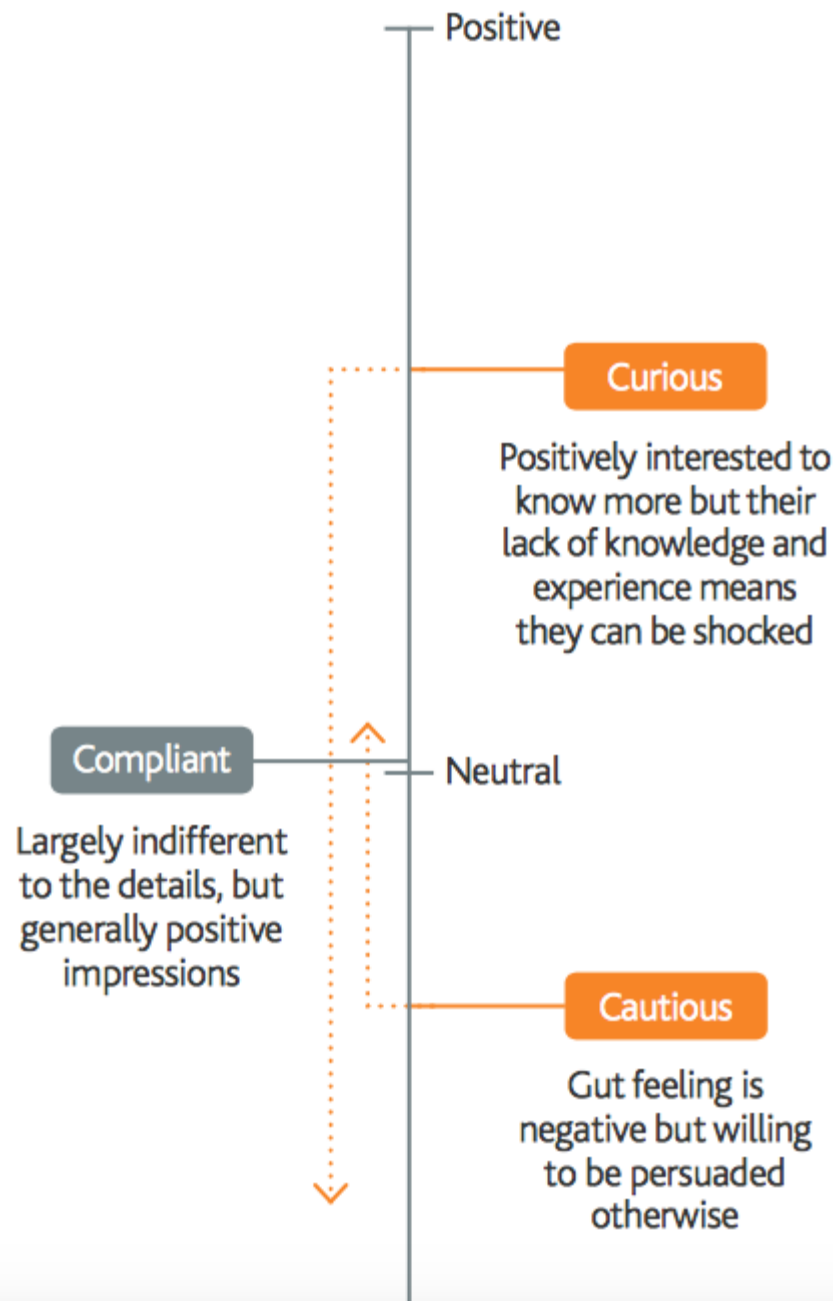 Positive
Curious
Positively interested to
know more but their
lack of knowledge and
experience means
they can be shocked
Compliant
Neutral
Largely indifferent
to the details, but
generally positive
impressions
Cautious
Gut feeling is
negative but willing
to be persuaded
otherwise